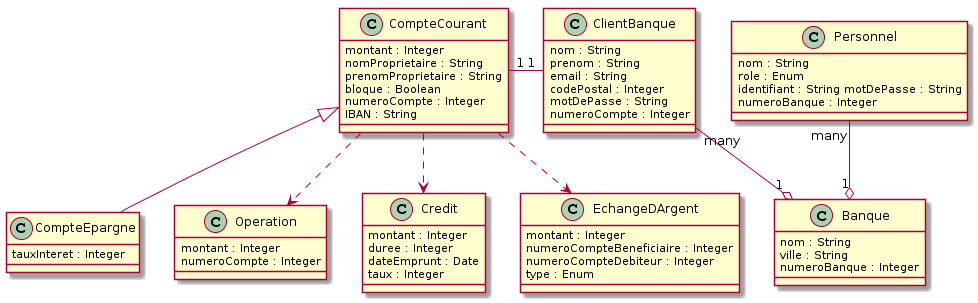 C CompteCourant
montant : Integer
nomProprietaire : String
prenomProprietaire : String
bloque : Boolean
numeroCompte : Integer
IBAN : String
1 1
C ClientBanque
nom : String
prenom : String
email : String
codePostal : Integer
motDePasse : String
numeroCompte : Integer
C Personnel
nom : String
role : Enum
identifiant : String motDePasse : String
numeroBanque : Integer
many
many
1
1
C CompteEpargne
tauxInteret : Integer
C Operation
montant : Integer
numeroCompte : Integer
C Credit
montant : Integer
duree : Integer
dateEmprunt : Date
taux : Integer
C EchangeDArgent
montant : Integer
numeroCompteBeneficiaire : Integer
numeroCompteDebiteur : Integer
type : Enum
C Banque
nom : String
ville : String
numeroBanque : Integer